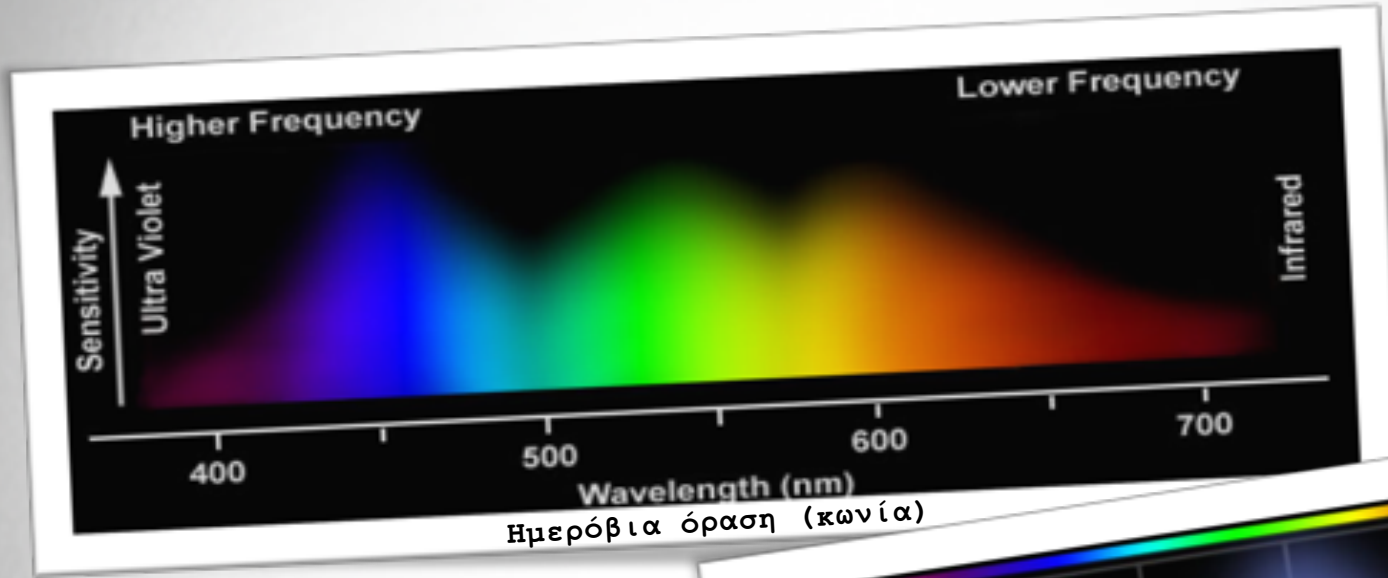 Higher Frequency
Lower Frequency
Sensitivity
Ultra Violet
Infrared
400
500
600
700
Wavelength (nm)
Ημερόβια όραση (κωνία)